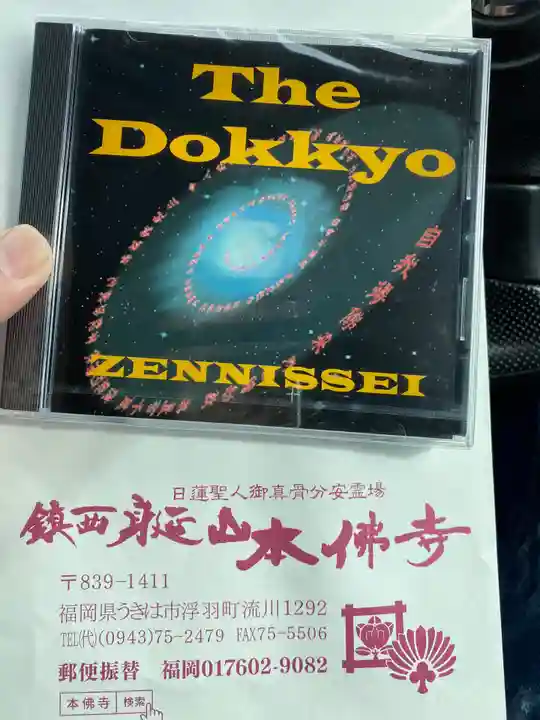 The
Dokkyo
ZENNISSEI
日蓮聖人御真骨分安霊場
鎮西身延山本佛寺
〒839-1411
福岡県うきは市浮羽町流川1292
TEL(代)(0943)75-2479 FAX75-5506
郵便振替 福岡017602-9082
本佛寺 検索